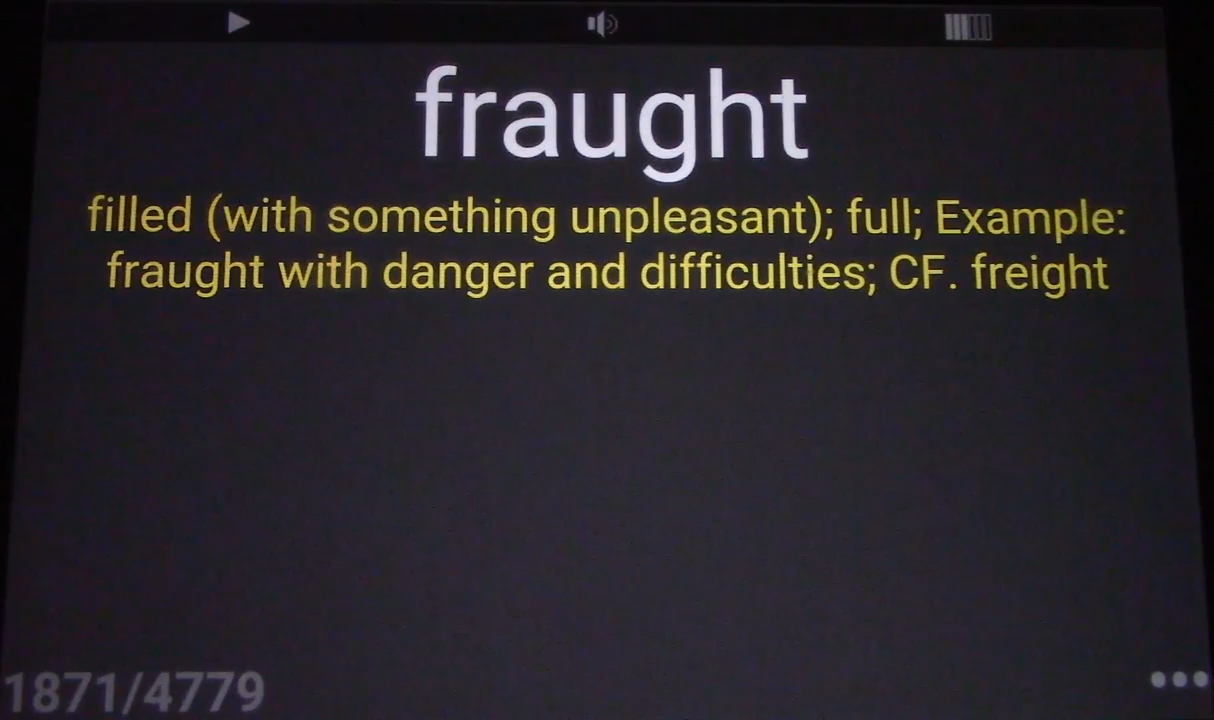 fraught
filled (with something unpleasant); full; Example:
fraught with danger and difficulties; CF. freight
1871/4779